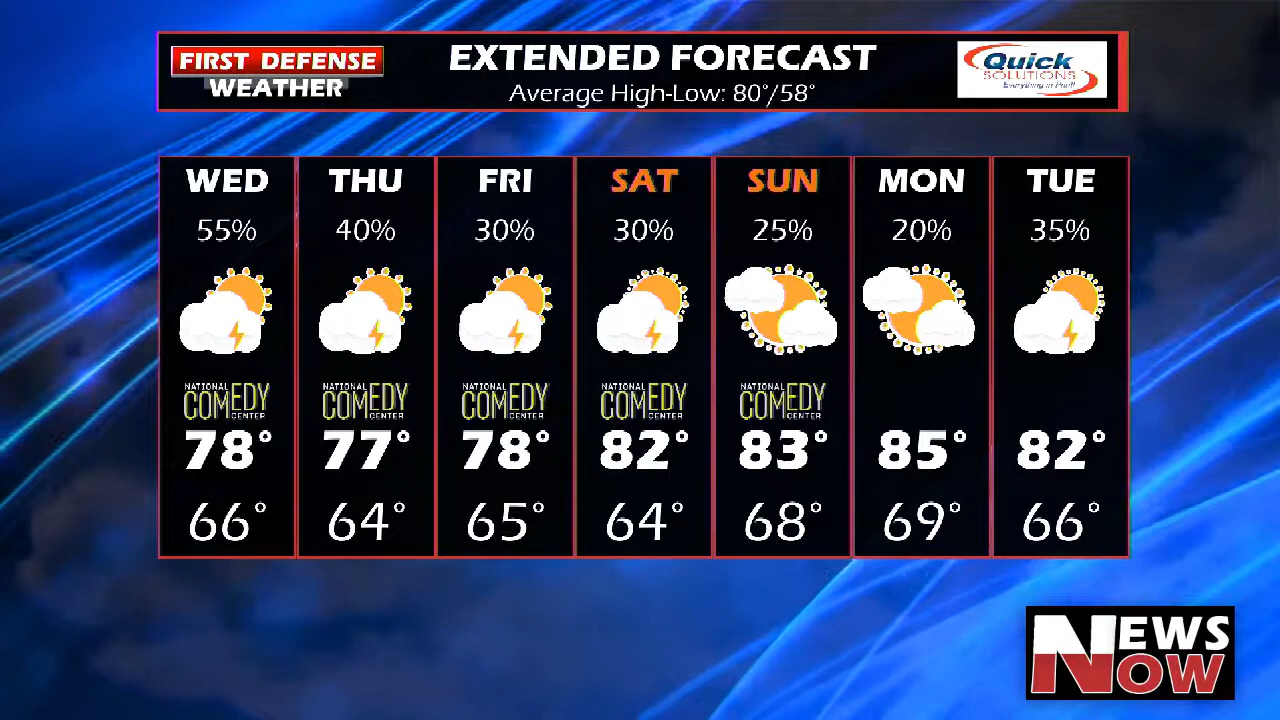 FIRST DEFENSE
WEATHER
EXTENDED FORECAST
Average High-Low: 80°/58°
Quick
SOLUTIONS
Everything in Print!
WED THU FRI SAT SUN MON TUE
55% 40% 30% 30% 25% 20% 35%
NATIONAL COMEDY CENTER NATIONAL COMEDY CENTER NATIONAL COMEDY CENTER NATIONAL COMEDY CENTER NATIONAL COMEDY CENTER
78° 77° 78° 82° 83° 85° 82°
66° 64° 65° 64° 68° 69° 66°
NEWS
NOW